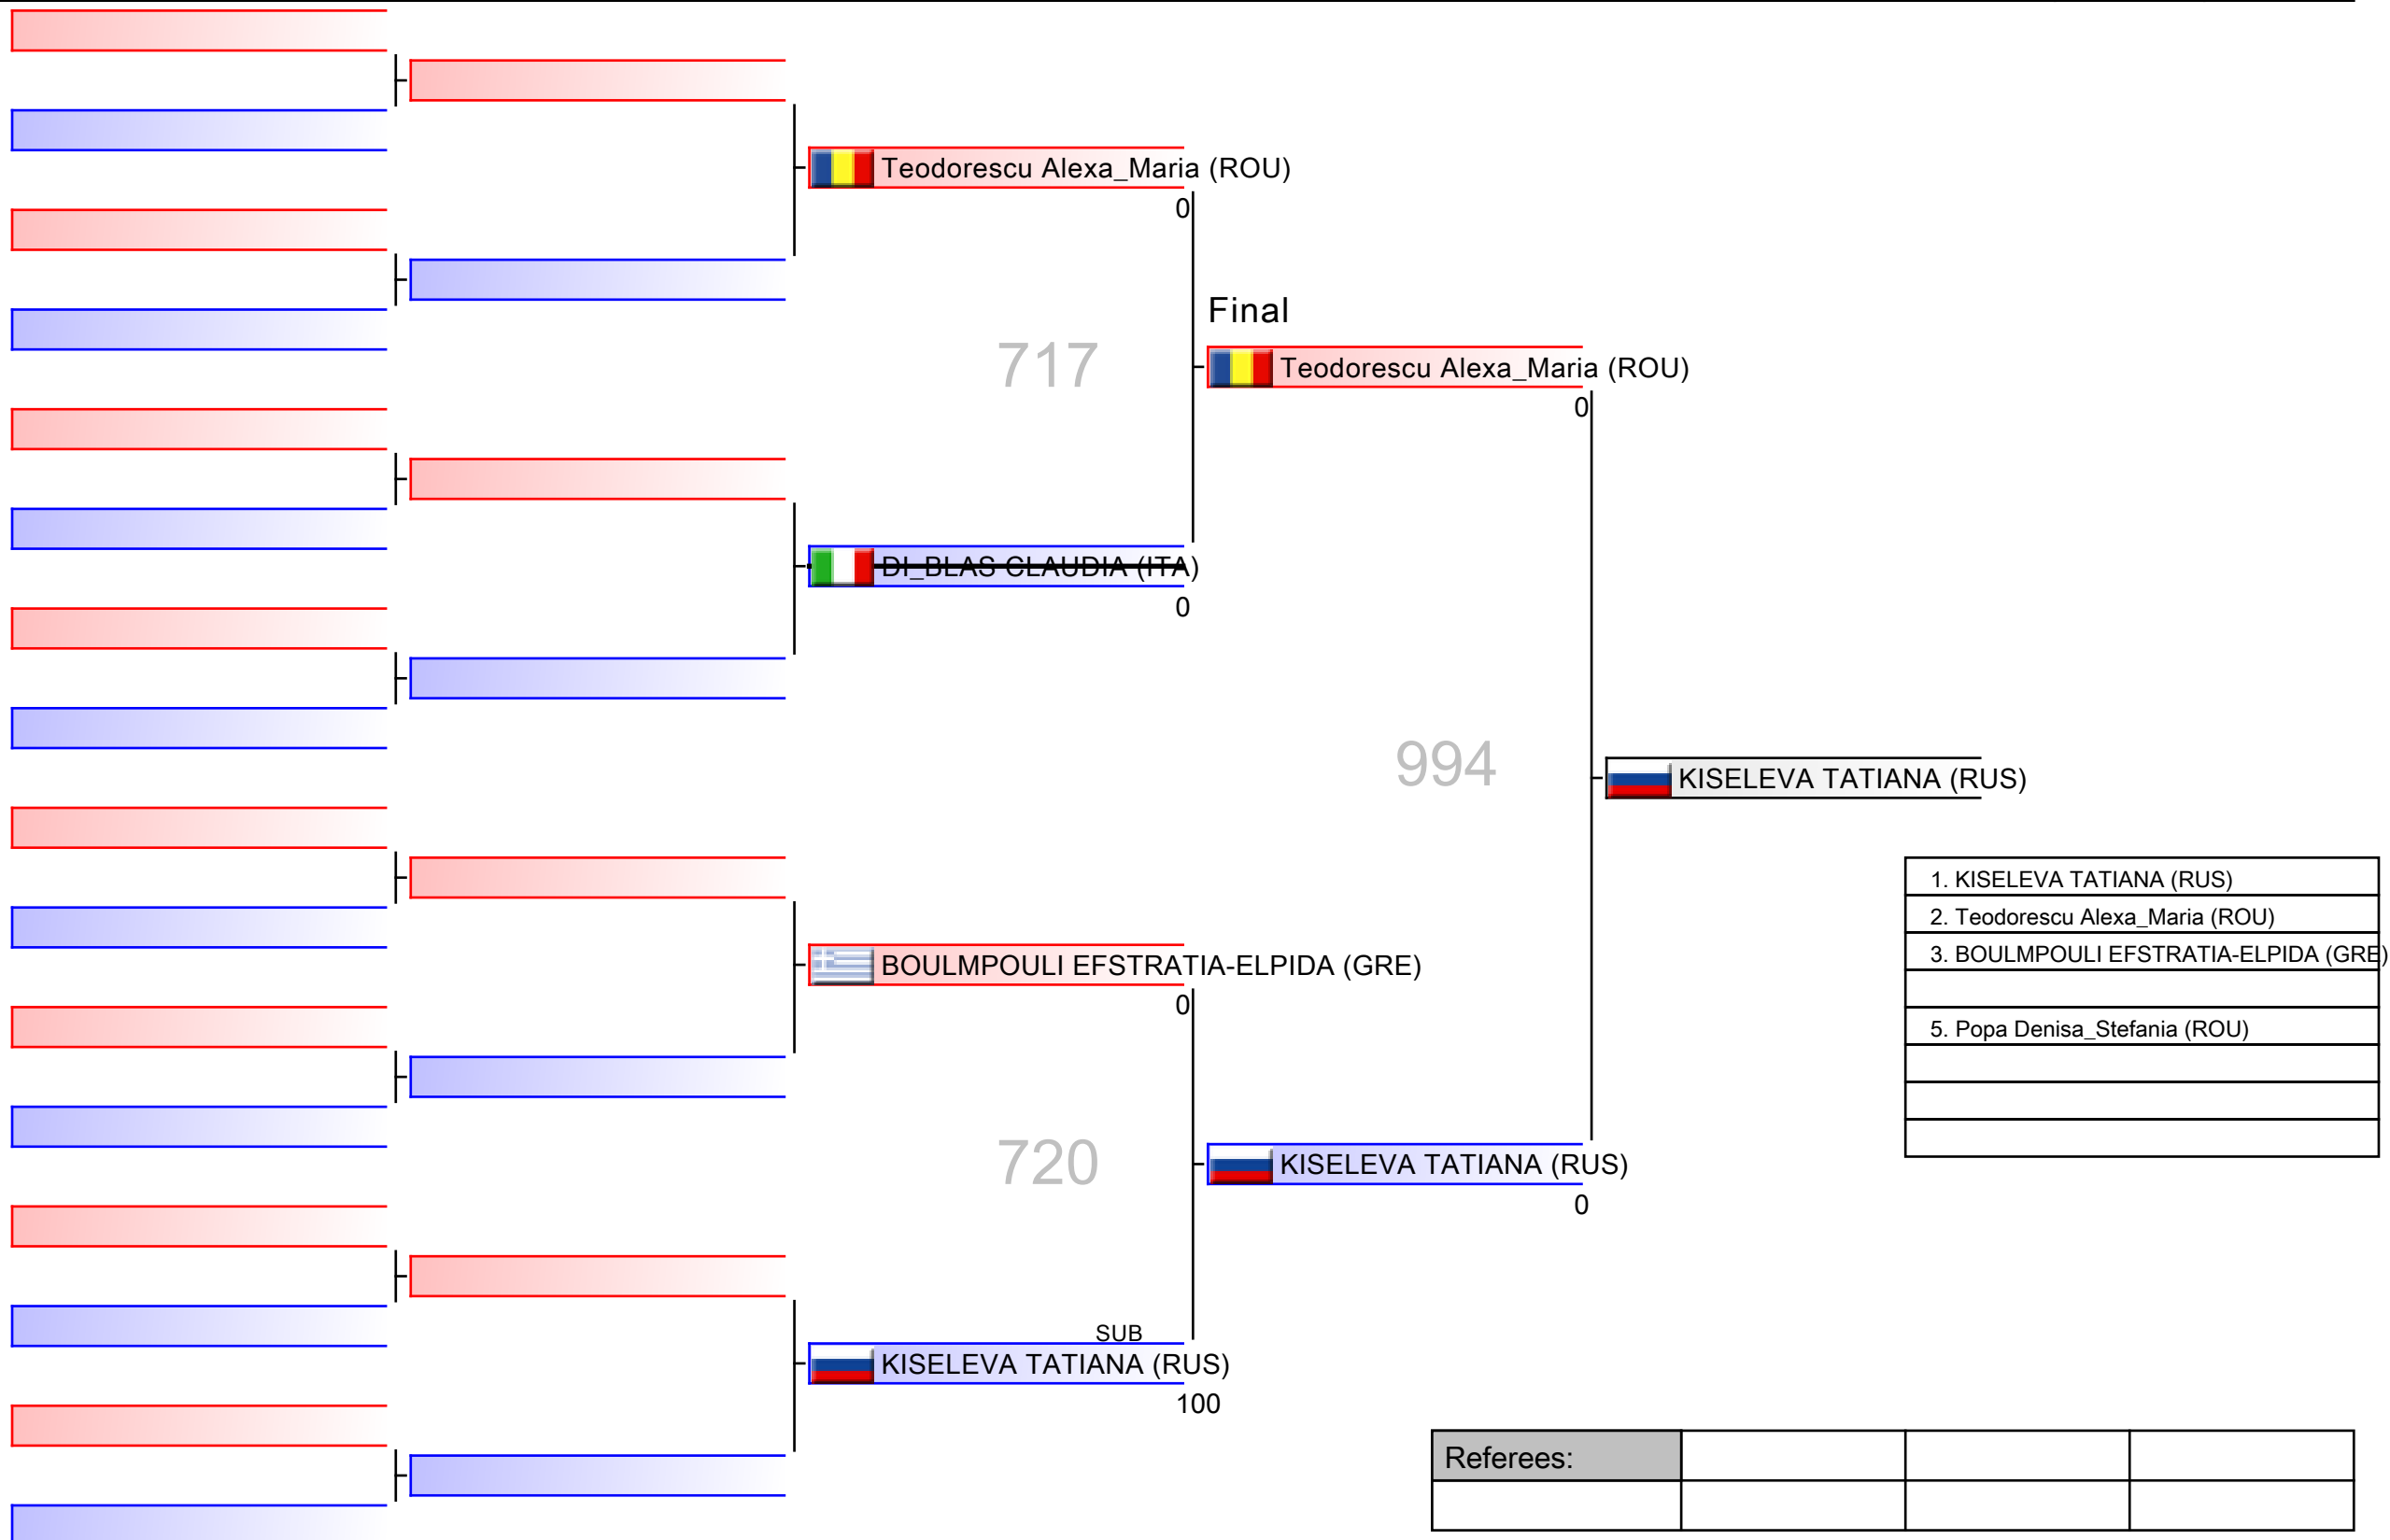 Teodorescu Alexa_Maria (ROU)
0
Final
717
Teodorescu Alexa_Maria (ROU)
0
DI_BLAS CLAUDIA (ITA)
0
994
KISELEVA TATIANA (RUS)
1. KISELEVA TATIANA (RUS)
2. Teodorescu Alexa_Maria (ROU)
3. BOULMPOULI EFSTRATIA-ELPIDA (GRE)
5. Popa Denisa_Stefania (ROU)
BOULMPOULI EFSTRATIA-ELPIDA (GRE)
0
720
KISELEVA TATIANA (RUS)
0
SUB
KISELEVA TATIANA (RUS)
100
Referees: